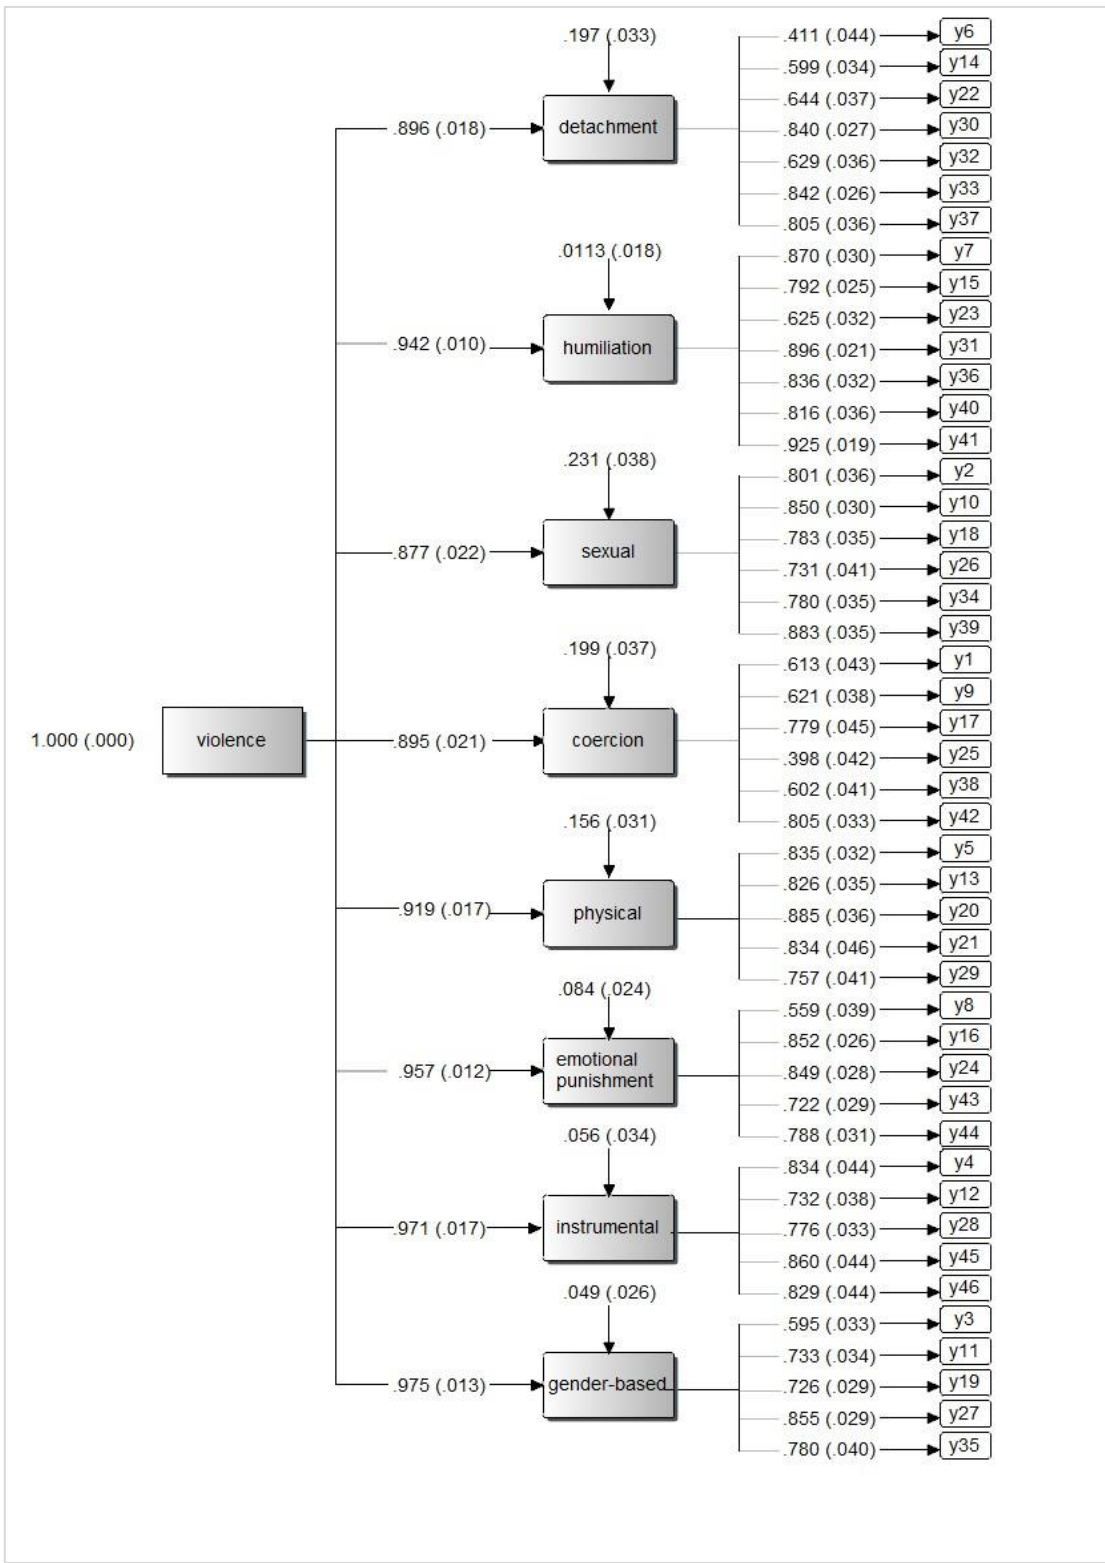 .197 (.033)
.896 (.018)
detachment
.411 (.044) y6
.599 (.034) y14
.644 (.037) y22
.840 (.027) y30
.629 (.036) y32
.842 (.026) y33
.805 (.036) y37
.0113 (.018)
.942 (.010)
humiliation
.870 (.030) y7
.792 (.025) y15
.625 (.032) y23
.896 (.021) y31
.836 (.032) y36
.816 (.036) y40
.925 (.019) y41
.231 (.038)
.877 (.022)
sexual
.801 (.036) y2
.850 (.030) y10
.783 (.035) y18
.731 (.041) y26
.780 (.035) y34
.883 (.035) y39
1.000 (.000)
violence
.199 (.037)
.895 (.021)
coercion
.613 (.043) y1
.621 (.038) y9
.779 (.045) y17
.398 (.042) y25
.602 (.041) y38
.805 (.033) y42
.156 (.031)
.919 (.017)
physical
.835 (.032) y5
.826 (.035) y13
.885 (.036) y20
.834 (.046) y21
.757 (.041) y29
.084 (.024)
.957 (.012)
emotional
punishment
.559 (.039) y8
.852 (.026) y16
.849 (.028) y24
.722 (.029) y43
.788 (.031) y44
.056 (.034)
.971 (.017)
instrumental
.834 (.044) y4
.732 (.038) y12
.776 (.033) y28
.860 (.044) y45
.829 (.044) y46
.049 (.026)
.975 (.013)
gender-based
.595 (.033) y3
.733 (.034) y11
.726 (.029) y19
.855 (.029) y27
.780 (.040) y35